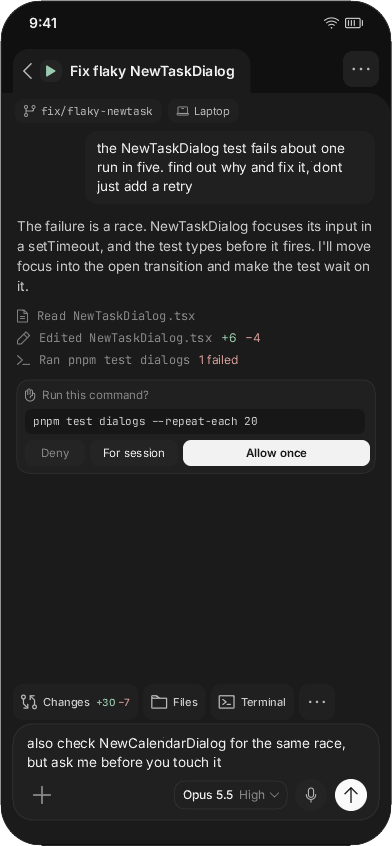 9:41
Fix flaky NewTaskDialog
fix/flaky-newtask
Laptop
the NewTaskDialog test fails about one
run in five. find out why and fix it, dont
just add a retry
The failure is a race. NewTaskDialog focuses its input in
a setTimeout, and the test types before it fires. I'll move
focus into the open transition and make the test wait on
it.
Read NewTaskDialog.tsx
Edited NewTaskDialog.tsx +6 −4
Ran pnpm test dialogs 1 failed
Run this command?
pnpm test dialogs --repeat-each 20
Deny
For session
Allow once
Changes +30 −7
Files
Terminal
also check NewCalendarDialog for the same race,
but ask me before you touch it
Opus 5.5 High